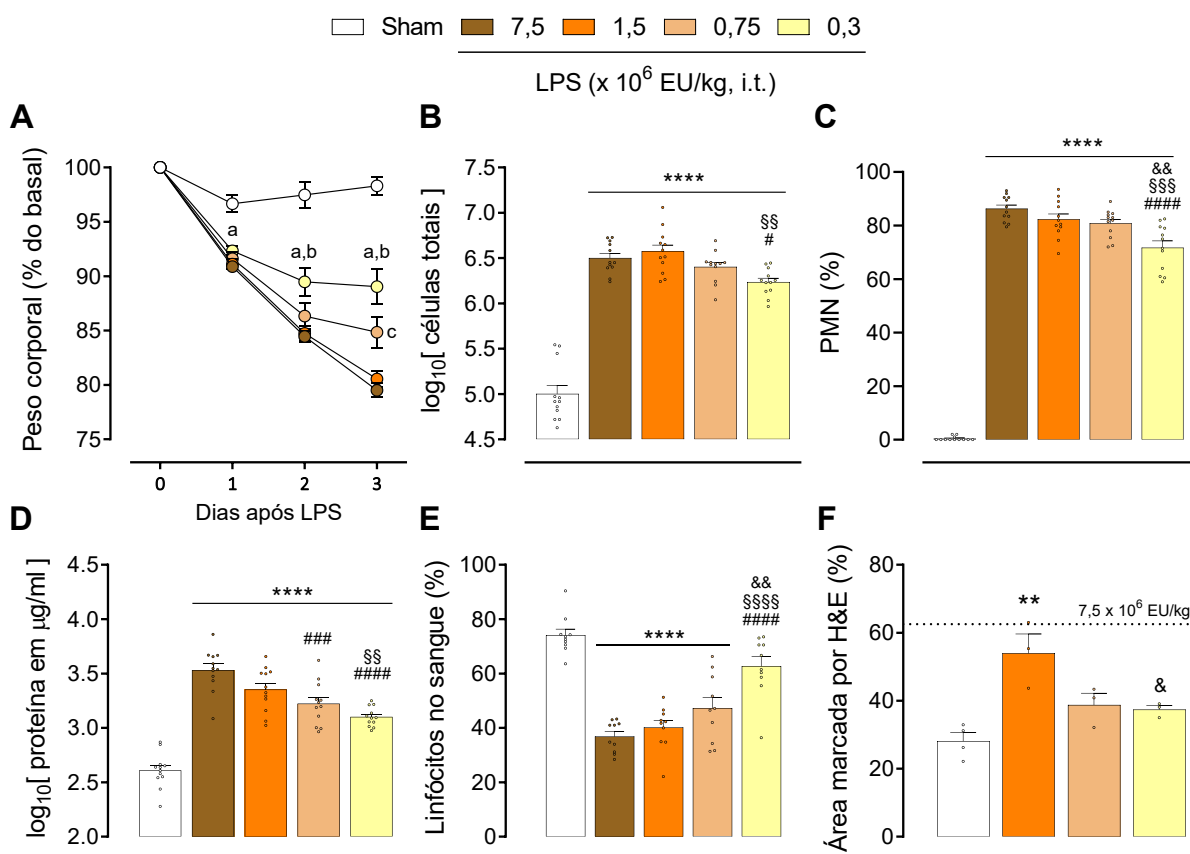 Sham 7,5 1,5 0,75 0,3
LPS (x 10⁶ EU/kg, i.t.)
A
Peso corporal (% do basal)
100
95
90
85
80
75
a
a,b
a,b
c
0 1 2 3
Dias após LPS
B
log₁₀[ células totais ]
7.5
7.0
6.5
6.0
5.5
5.0
4.5
****
§§
#
C
PMN (%)
100
80
60
40
20
0
****
&&
§§§
####
D
log₁₀[ proteína em µg/ml ]
4.5
4.0
3.5
3.0
2.5
2.0
****
###
§§
####
E
Linfócitos no sangue (%)
100
80
60
40
20
0
****
&&
§§§§
####
F
Área marcada por H&E (%)
80
60
40
20
0
**
7,5 x 10⁶ EU/kg
&